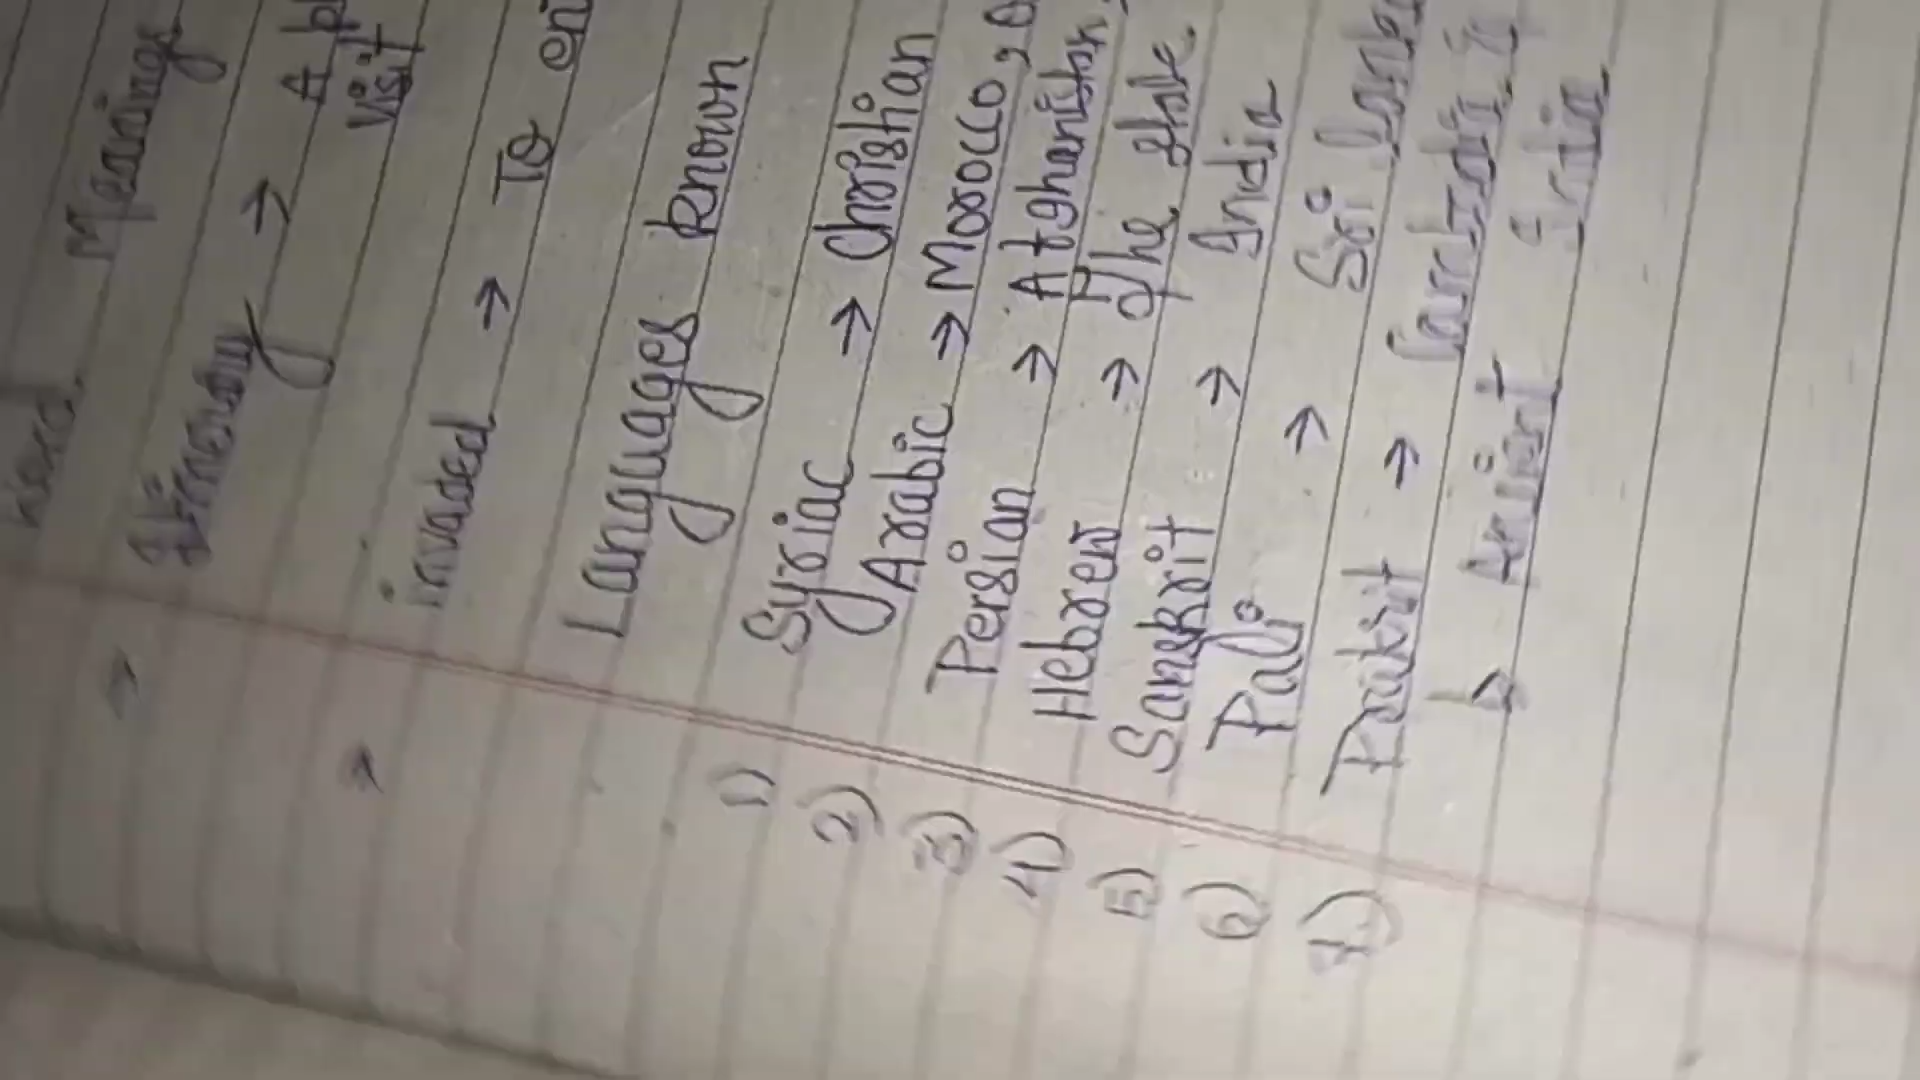 Word Meanings
→ Itinerary → A
visit
→ invaded → To en
Languages known
1) Syriac → Christian
2) Arabic → Morocco,
3) Persian → Afghanistan,
4) Hebrew → The state
5) Sanskrit → India
6) Pali → Sri Lanka
7) Prakrit →
↳ Ancient India